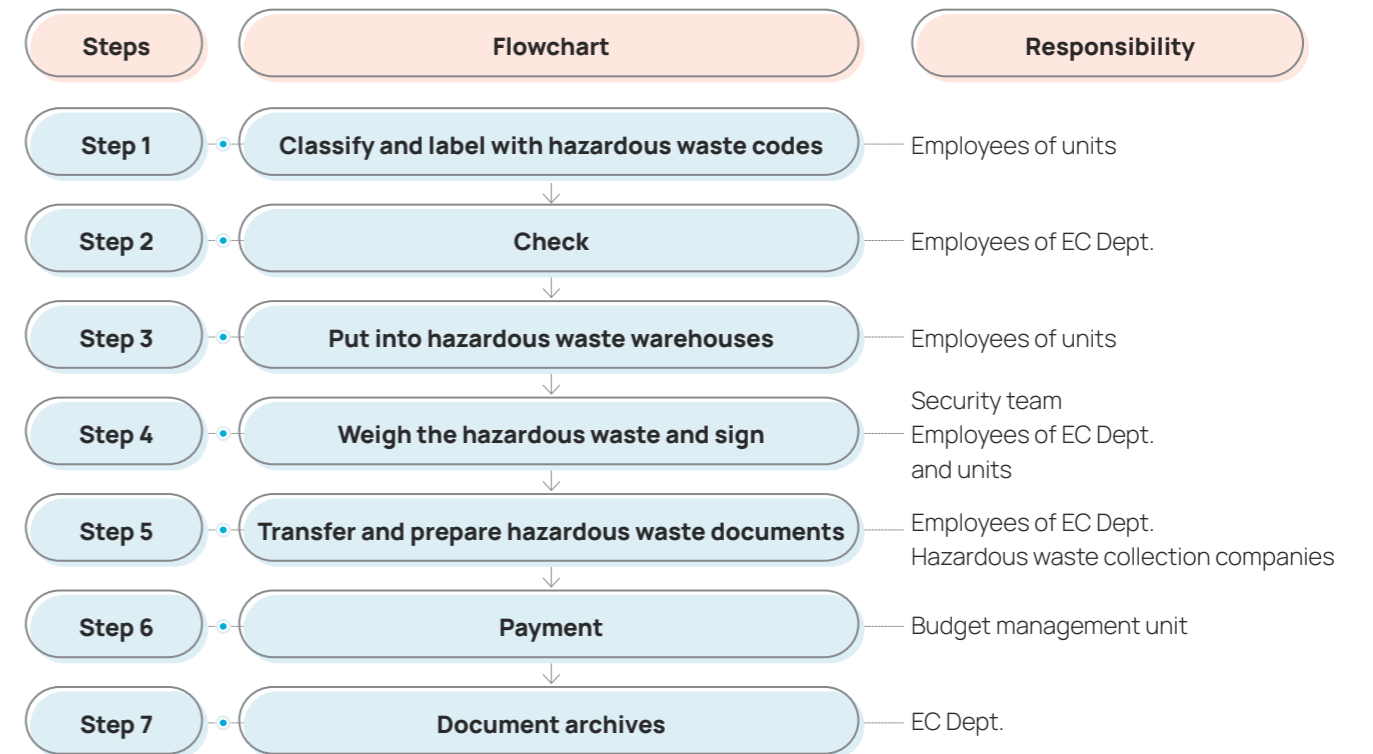 Steps
Flowchart
Responsibility
Step 1
Classify and label with hazardous waste codes
Employees of units
Step 2
Check
Employees of EC Dept.
Step 3
Put into hazardous waste warehouses
Employees of units
Step 4
Weigh the hazardous waste and sign
Security team
Employees of EC Dept.
and units
Step 5
Transfer and prepare hazardous waste documents
Employees of EC Dept.
Hazardous waste collection companies
Step 6
Payment
Budget management unit
Step 7
Document archives
EC Dept.